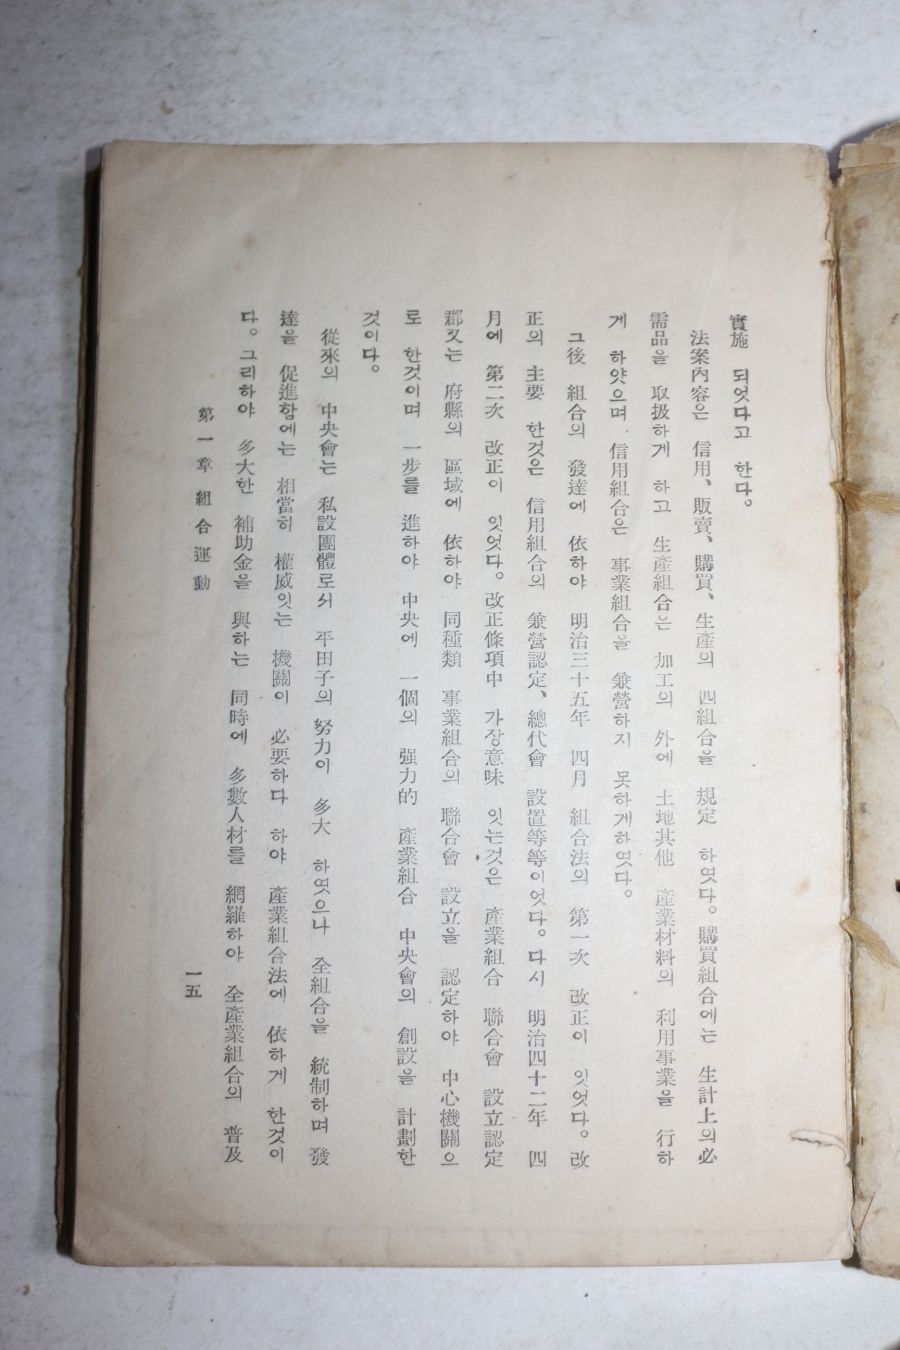 實施 되엿다고 한다。
法案內容은 信用、販賣、購買、生產의 四組合을 規定 하엿다。購買組合에는 生計上의必
需品을 取扱하게 하고 生產組合은 加工의 外에 土地其他 產業材料의 利用事業을 行하
게 하얏으며 信用組合은 事業組合을 兼營하지 못하게하엿다。
그後 組合의 發達에 依하야 明治三十五年 四月 組合法의 第一次 改正이 잇엇다。改
正의 主要 한것은 信用組合의 兼營認定、總代會 設置等等이엇다。다시 明治四十二年 四
月에 第二次 改正이 잇엇다。改正條項中 가장意味 잇는것은 產業組合 聯合會 設立認定
郡又는 府縣의 區域에 依하야 同種類 事業組合의 聯合會 設立을 認定하야 中心機關으
로 한것이며 一步를 進하야 中央에 一個의 强力的 產業組合 中央會의 創設을 計劃한
것이다。
從來의 中央會는 私設團體로서 平田子의 努力이 多大 하엿으나 全組合을 統制하며 發
達을 促進함에는 相當히 權威잇는 機關이 必要하다 하야 產業組合法에 依하게 한것이
다。그리하야 多大한 補助金을 與하는 同時에 多數人材를 網羅하야 全產業組合의 普及
第一章 組合運動
一五